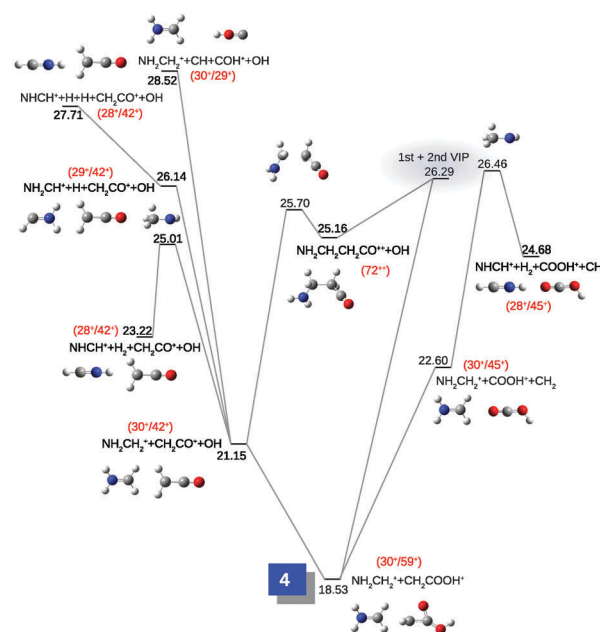 NH₂CH₂⁺+CH+COH⁺+OH
28.52
(30⁺/29⁺)
NHCH⁺+H+H+CH₂CO⁺+OH
27.71
(28⁺/42⁺)
1st + 2nd VIP
26.29
26.46
(29⁺/42⁺)
26.14
NH₂CH⁺+H+CH₂CO⁺+OH
25.70
25.16
NH₂CH₂CH₂CO⁺⁺+OH
(72⁺⁺)
25.01
24.68
NHCH⁺+H₂+COOH⁺+CH
(28⁺/45⁺)
(28⁺/42⁺)
23.22
NHCH⁺+H₂+CH₂CO⁺+OH
22.60
(30⁺/45⁺)
NH₂CH₂⁺+COOH⁺+CH₂
(30⁺/42⁺)
NH₂CH₂⁺+CH₂CO⁺+OH
21.15
4
18.53
(30⁺/59⁺)
NH₂CH₂⁺+CH₂COOH⁺